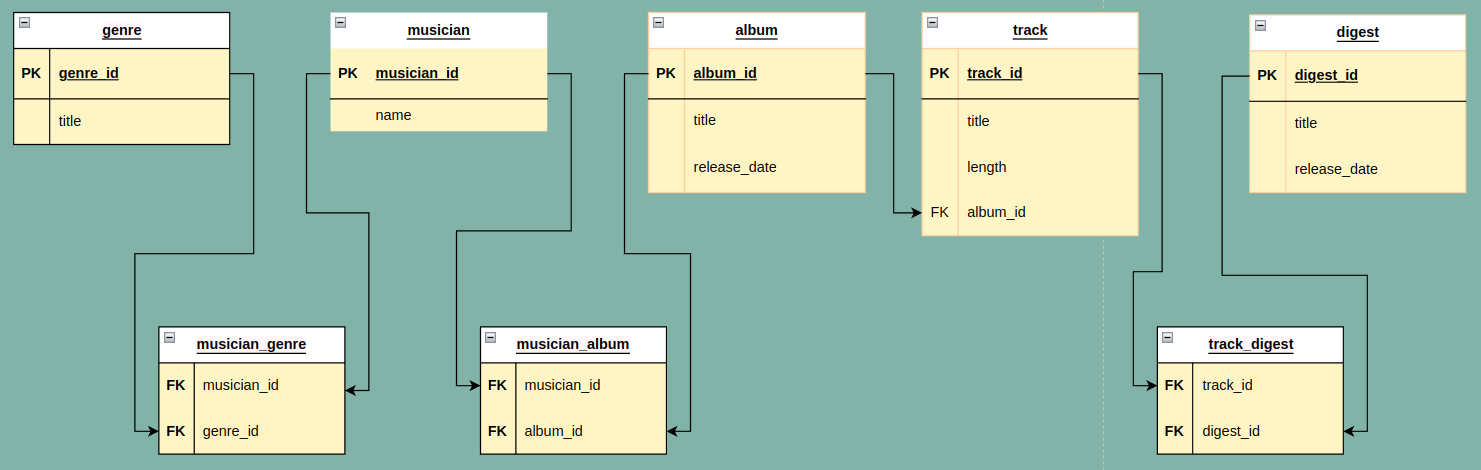 genre
PK genre_id
title
musician
PK musician_id
name
album
PK album_id
title
release_date
track
PK track_id
title
length
FK album_id
digest
PK digest_id
title
release_date
musician_genre
FK musician_id
FK genre_id
musician_album
FK musician_id
FK album_id
track_digest
FK track_id
FK digest_id